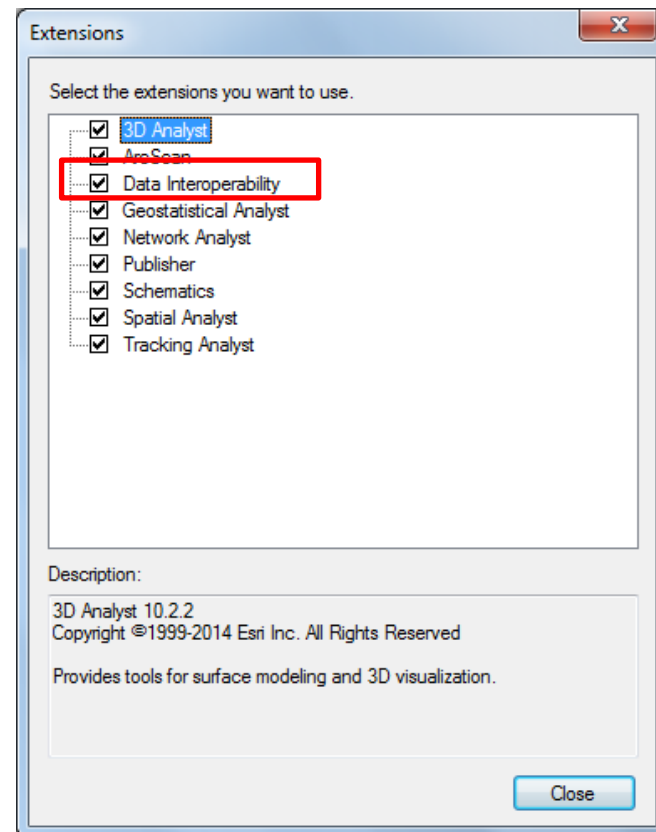 Extensions
Select the extensions you want to use.
3D Analyst
ArcScan
Data Interoperability
Geostatistical Analyst
Network Analyst
Publisher
Schematics
Spatial Analyst
Tracking Analyst
Description:
3D Analyst 10.2.2
Copyright ©1999-2014 Esri Inc. All Rights Reserved
Provides tools for surface modeling and 3D visualization.
Close